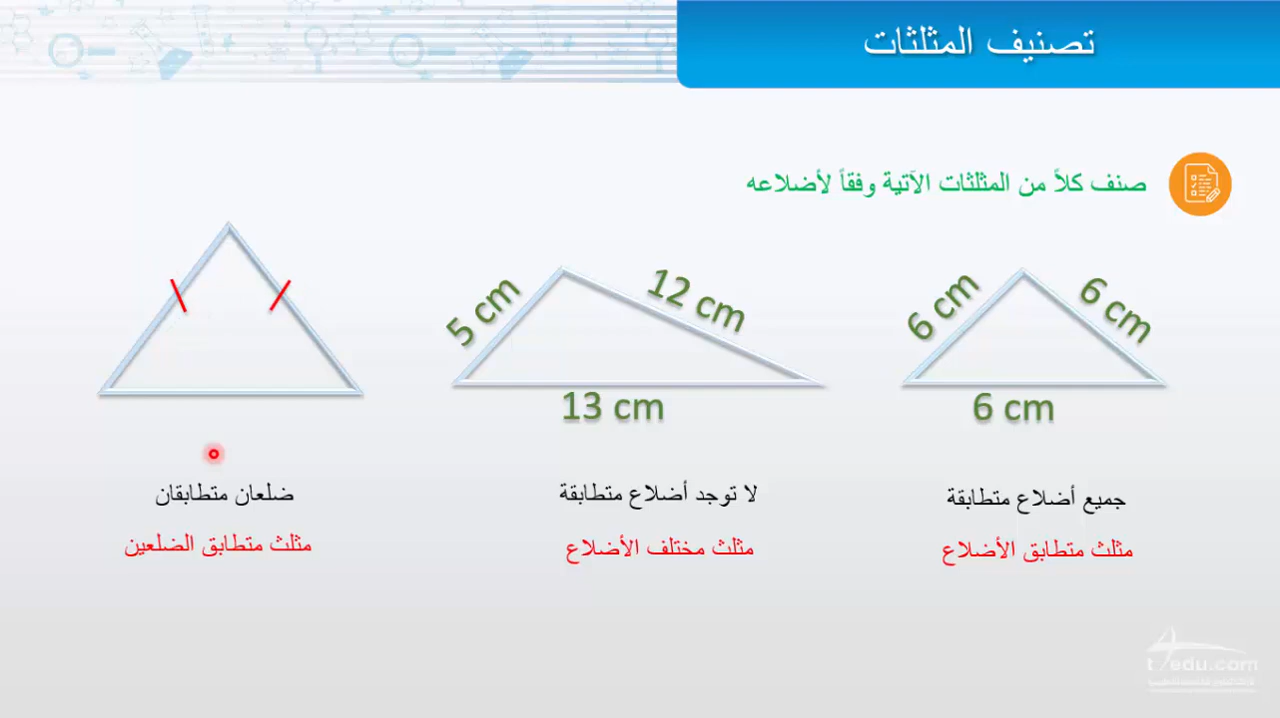 تصنيف المثلثات
صنف كلاً من المثلثات الآتية وفقاً لأضلاعه
6 cm
6 cm
6 cm
جميع أضلاع متطابقة
مثلث متطابق الأضلاع
12 cm
5 cm
13 cm
لا توجد أضلاع متطابقة
مثلث مختلف الأضلاع
ضلعان متطابقان
مثلث متطابق الضلعين